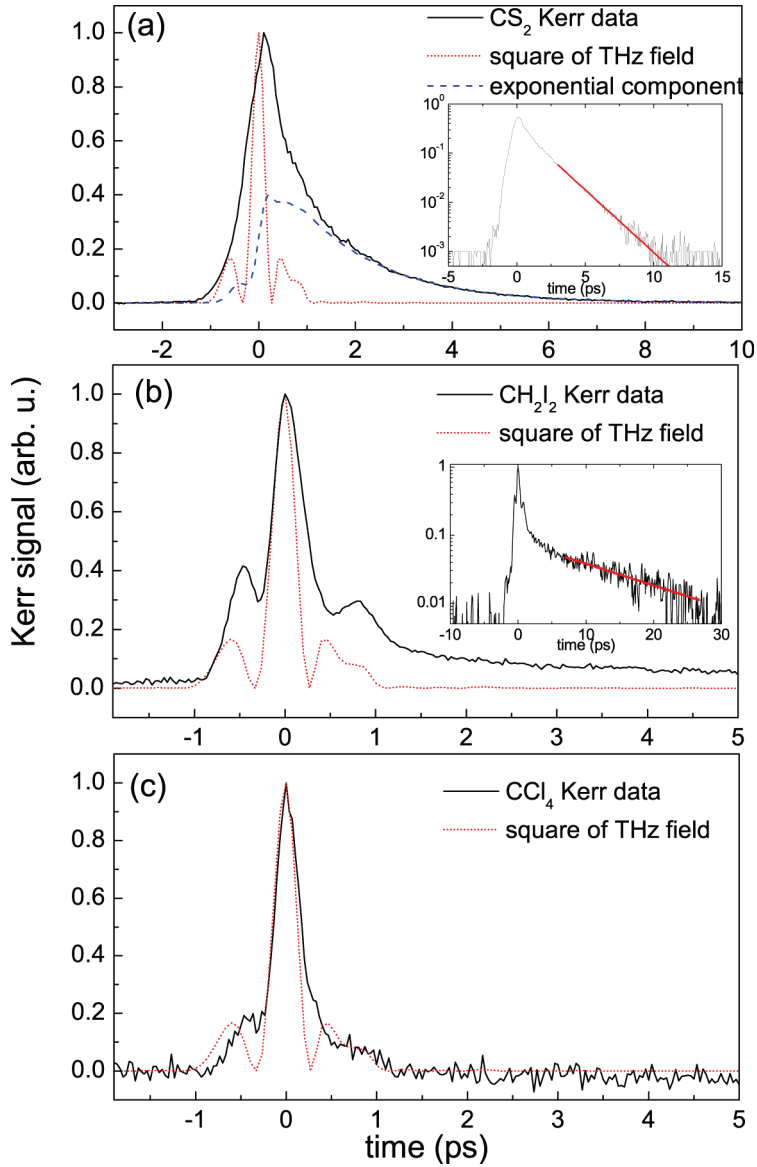 (a)
CS2 Kerr data
square of THz field
exponential component
1.0
0.8
0.6
0.4
0.2
0.0
-2 0 2 4 6 8 10
10^0
10^-1
10^-2
10^-3
-5 0 5 10 15
time (ps)
Kerr signal (arb. u.)
(b)
CH2I2 Kerr data
square of THz field
1.0
0.8
0.6
0.4
0.2
0.0
-1 0 1 2 3 4 5
1
0.1
0.01
-10 0 10 20 30
time (ps)
(c)
CCl4 Kerr data
square of THz field
1.0
0.8
0.6
0.4
0.2
0.0
-1 0 1 2 3 4 5
time (ps)